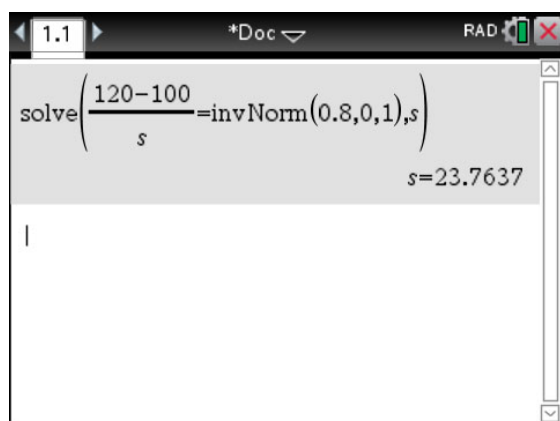 1.1 *Doc RAD
solve(120-100/s=invNorm(0.8,0,1),s)
s=23.7637